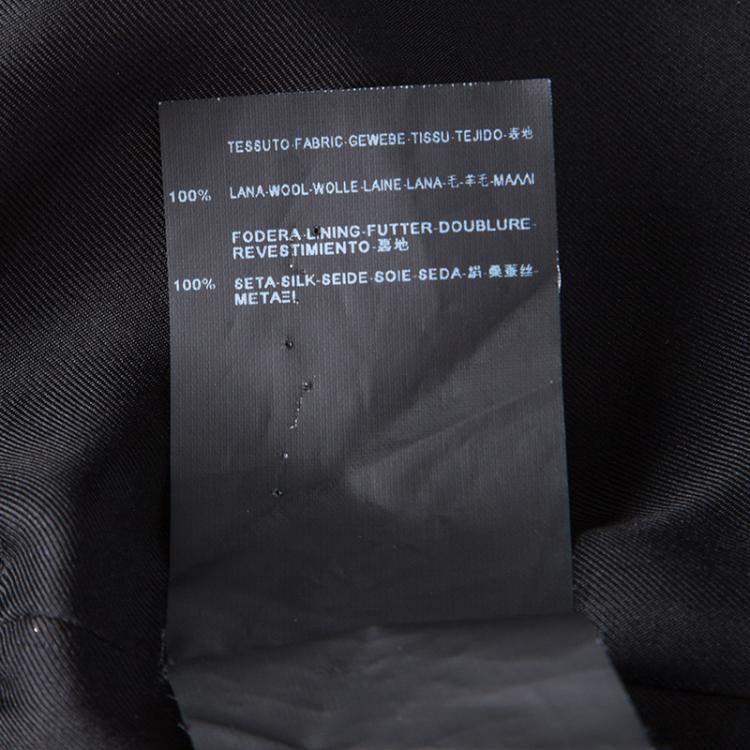 TESSUTO-FABRIC-GEWEBE-TISSU-TEJIDO-表地
100% LANA-WOOL-WOLLE-LAINE-LANA-毛-羊毛-ΜΑΛΛΙ
FODERA-LINING-FUTTER-DOUBLURE-
REVESTIMIENTO-裏地
100% SETA-SILK-SEIDE-SOIE-SEDA-絹-桑蚕丝-
ΜΕΤΑΞΙ